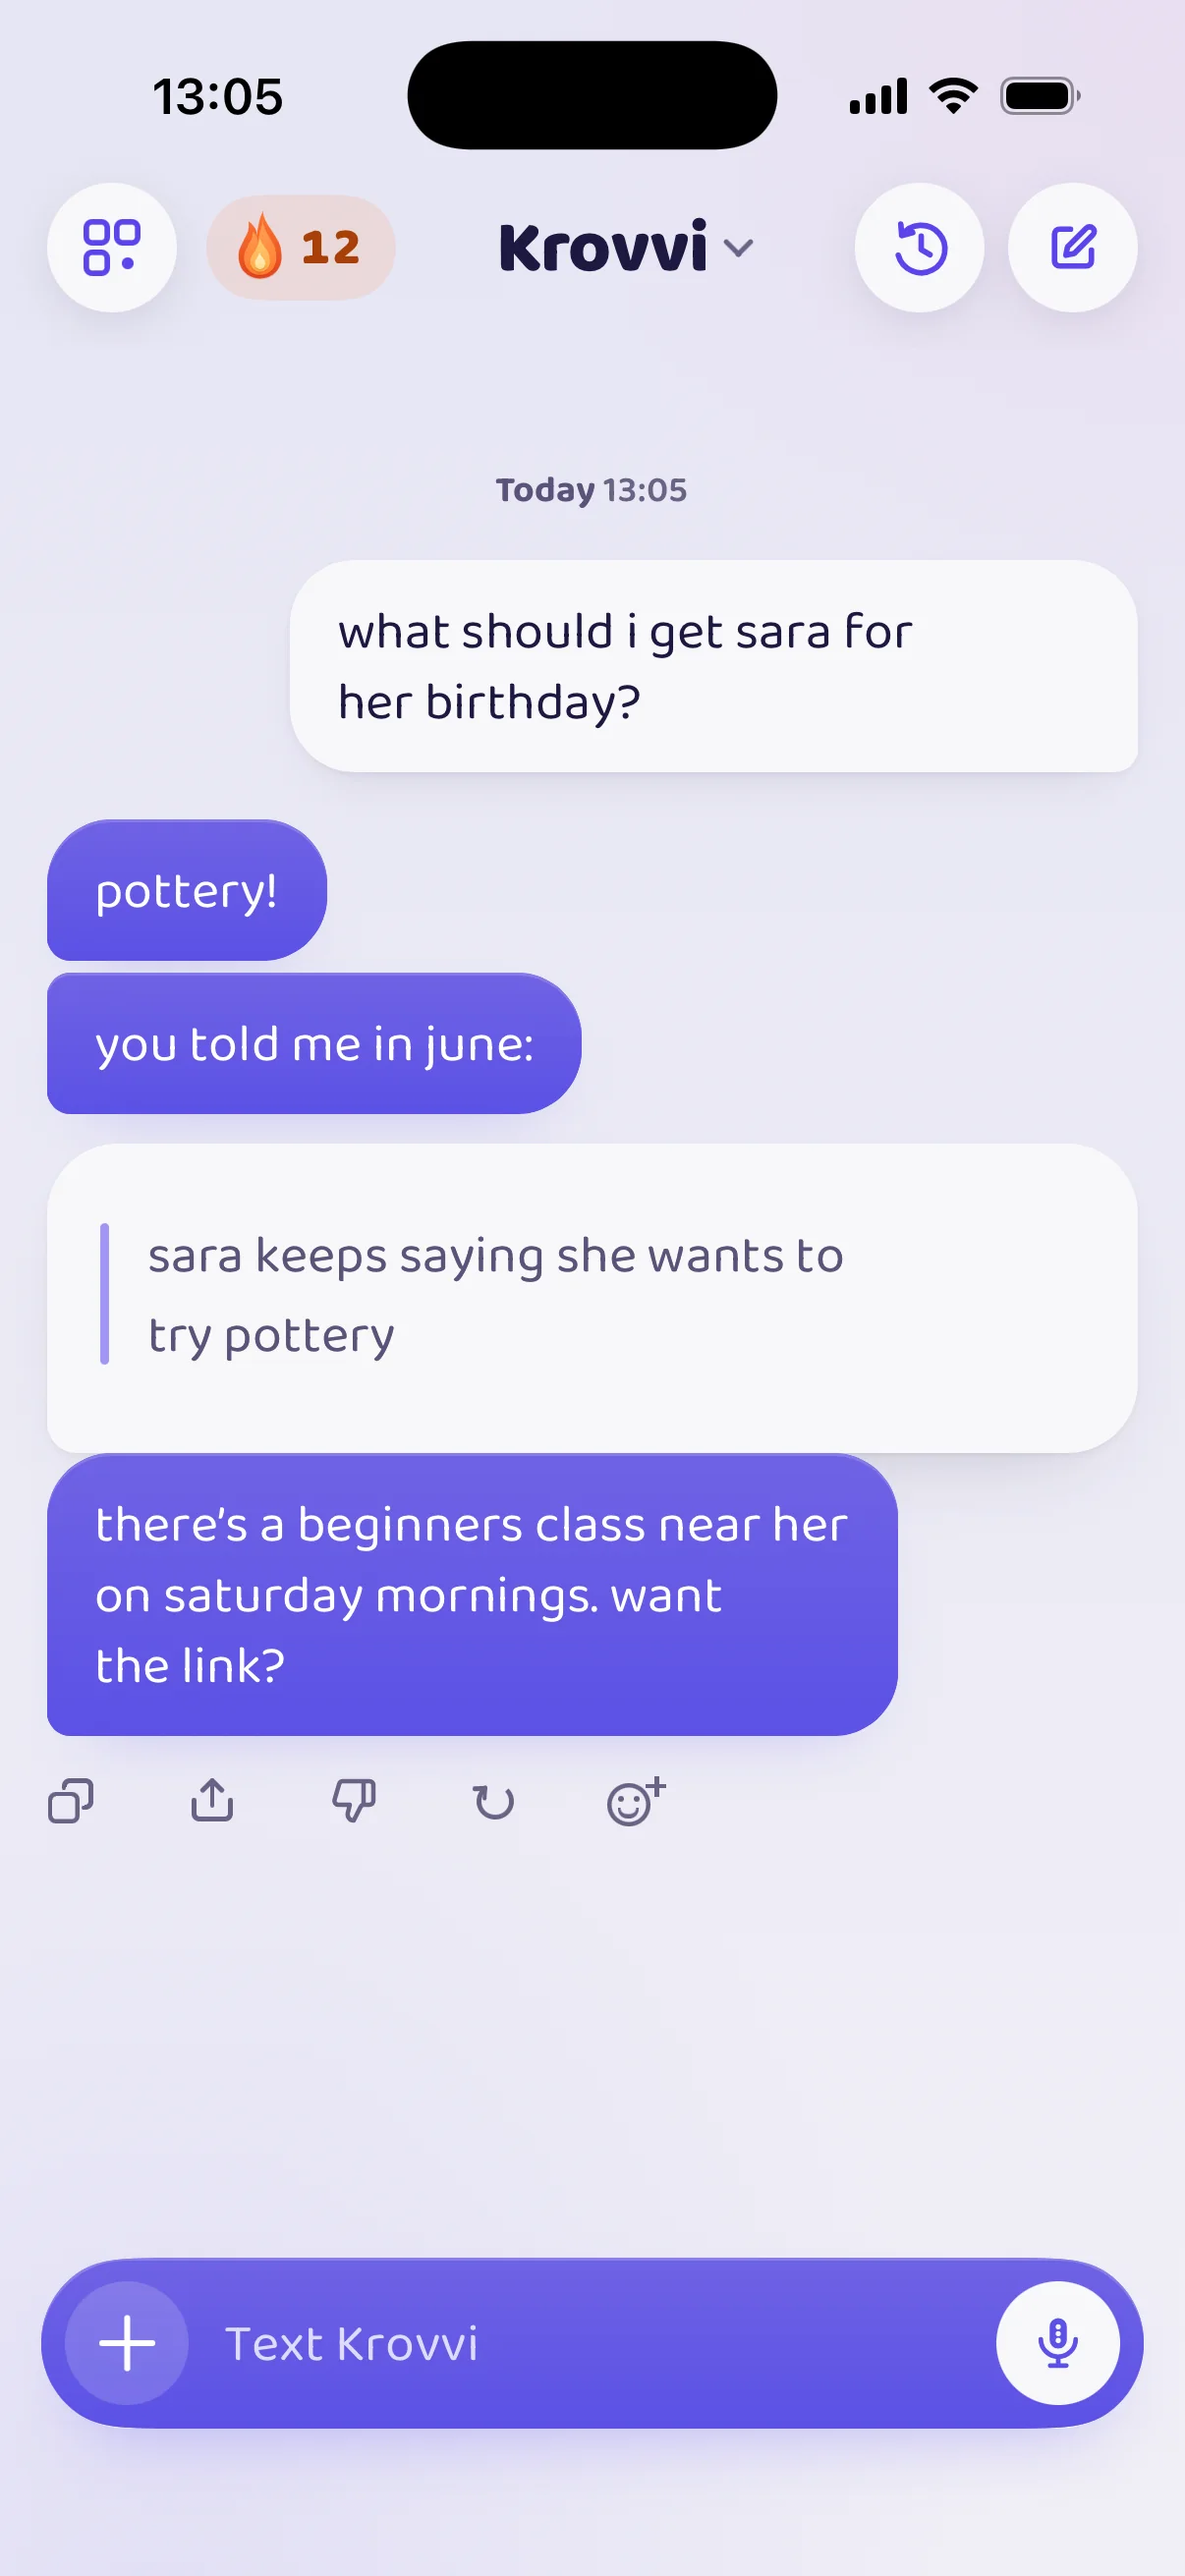 13:05
12
Krovvi
Today 13:05
what should i get sara for
her birthday?
pottery!
you told me in june:
sara keeps saying she wants to
try pottery
there’s a beginners class near her
on saturday mornings. want
the link?
Text Krovvi